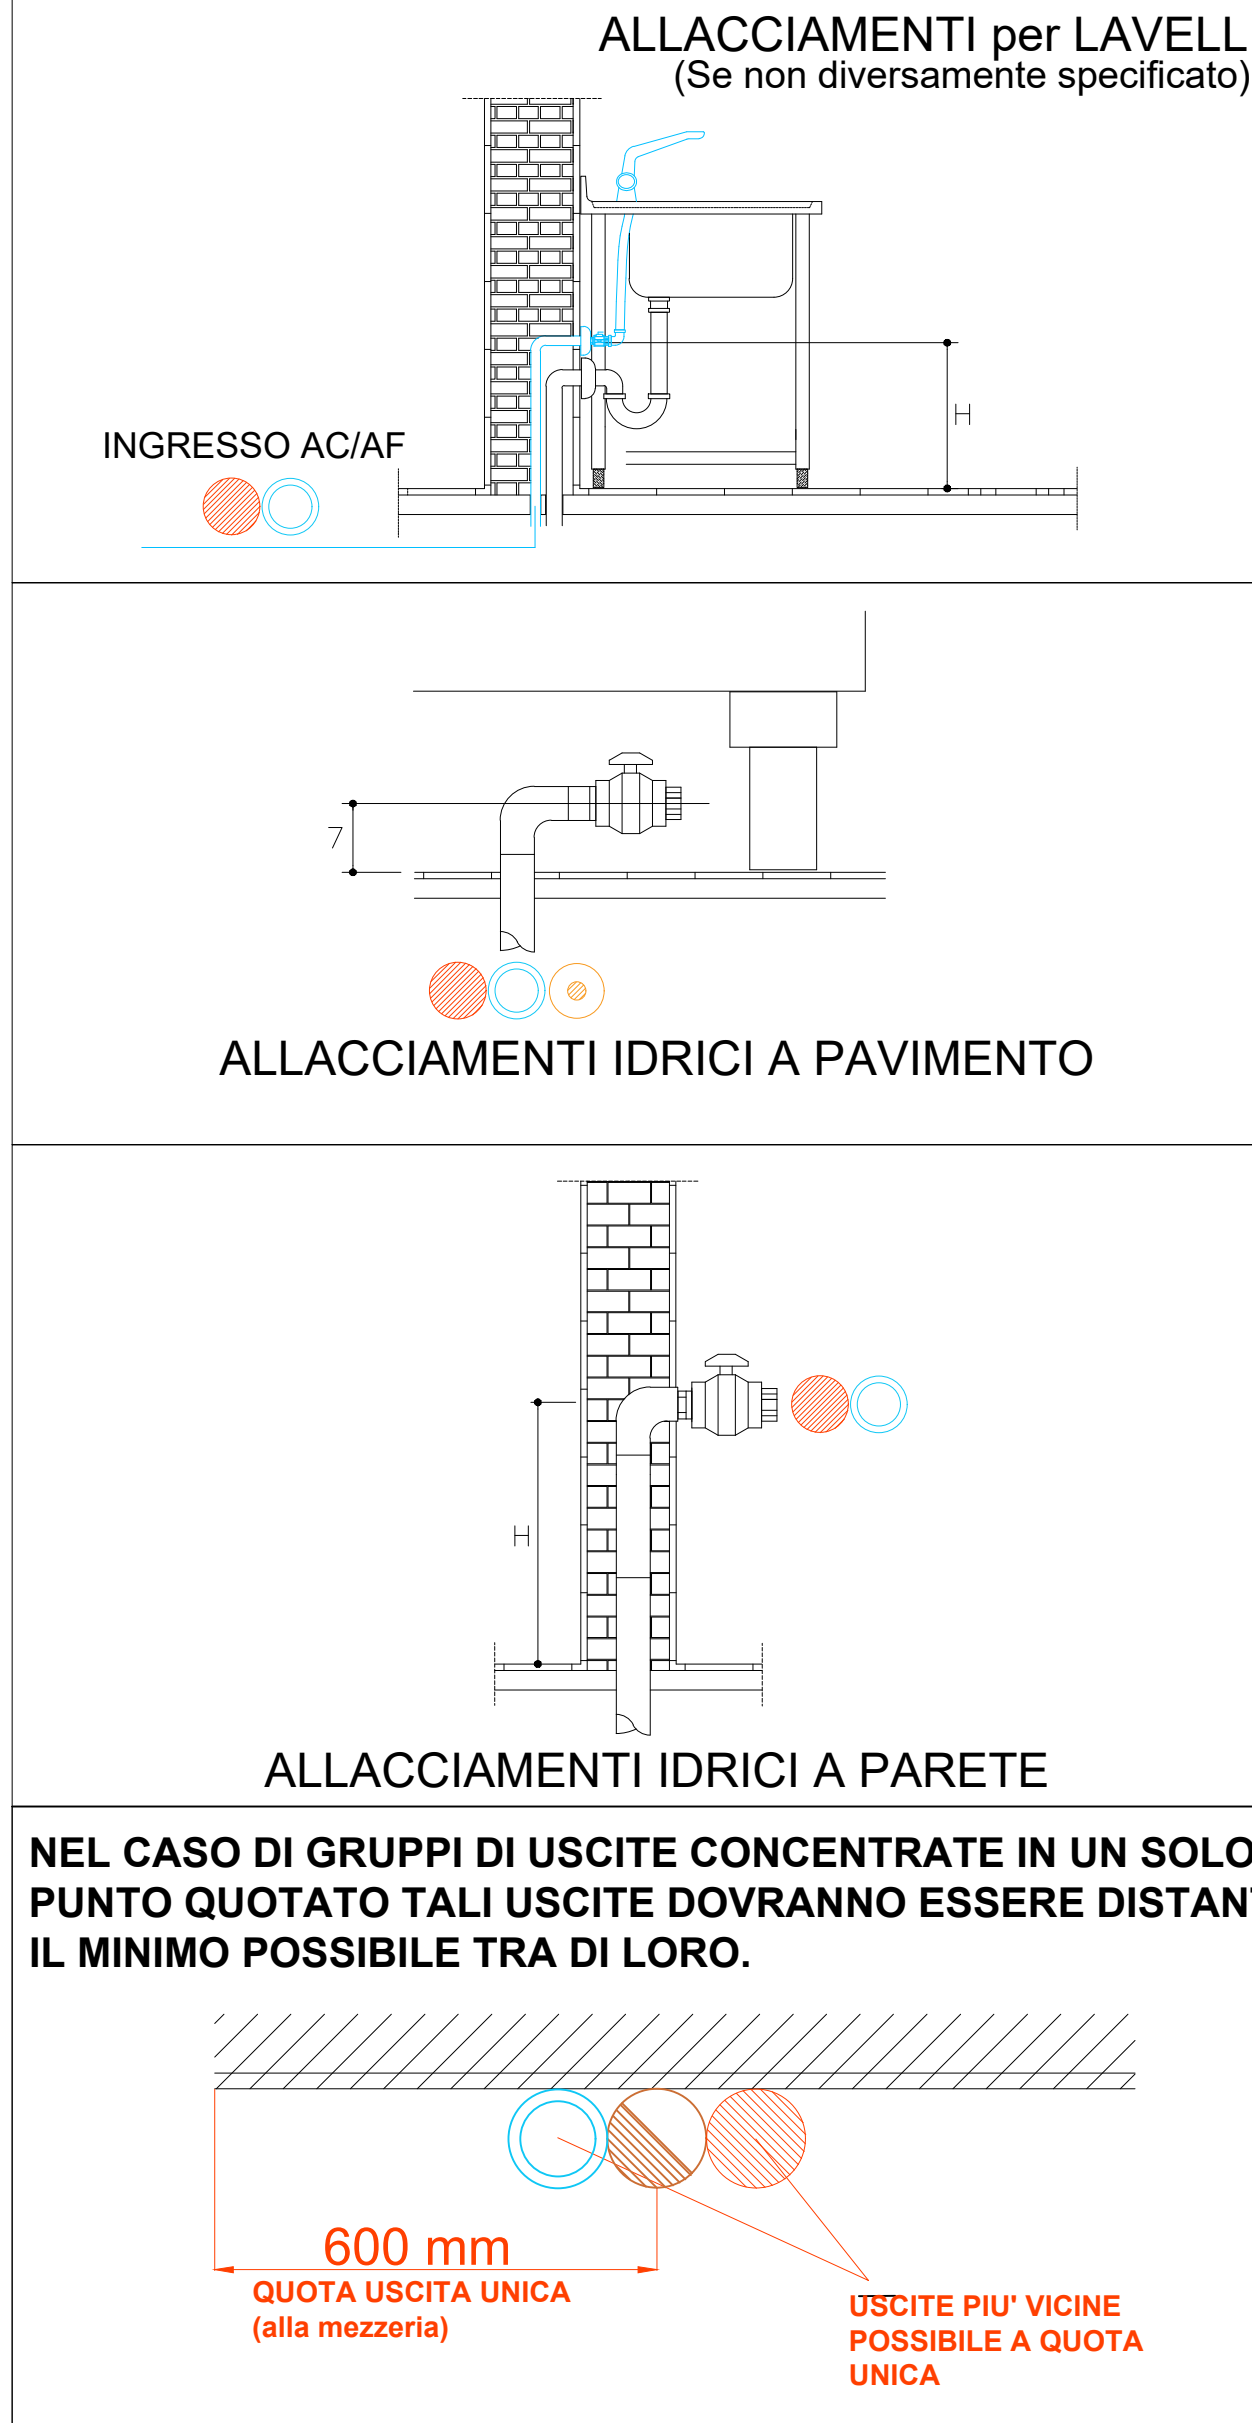 ALLACCIAMENTI per LAVELL
(Se non diversamente specificato)
H
INGRESSO AC/AF
7
ALLACCIAMENTI IDRICI A PAVIMENTO
H
ALLACCIAMENTI IDRICI A PARETE
NEL CASO DI GRUPPI DI USCITE CONCENTRATE IN UN SOLO
PUNTO QUOTATO TALI USCITE DOVRANNO ESSERE DISTANT
IL MINIMO POSSIBILE TRA DI LORO.
600 mm
QUOTA USCITA UNICA
(alla mezzeria)
USCITE PIU' VICINE
POSSIBILE A QUOTA
UNICA